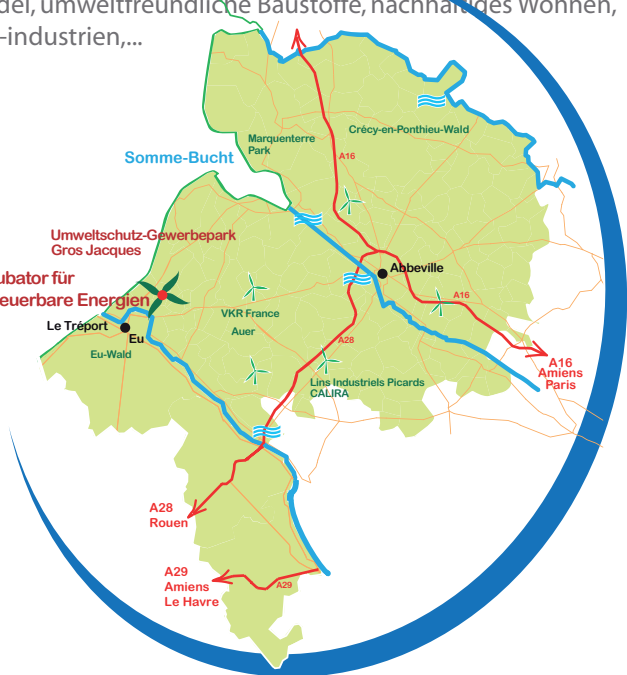 del, umweltfreundliche Baustoffe, nachhaltiges Wohnen,
-industrien,...
Marquenterre
Park
Crécy-en-Ponthieu-Wald
A16
Somme-Bucht
Umweltschutz-Gewerbepark
Gros Jacques
Abbeville
ubator für
euerbare Energien
A16
VKR France
Le Tréport
Auer
Eu
A28
Eu-Wald
A16
Amiens
Paris
Lins Industriels Picards
CALIRA
A28
Rouen
A29
Amiens
Le Havre
A29